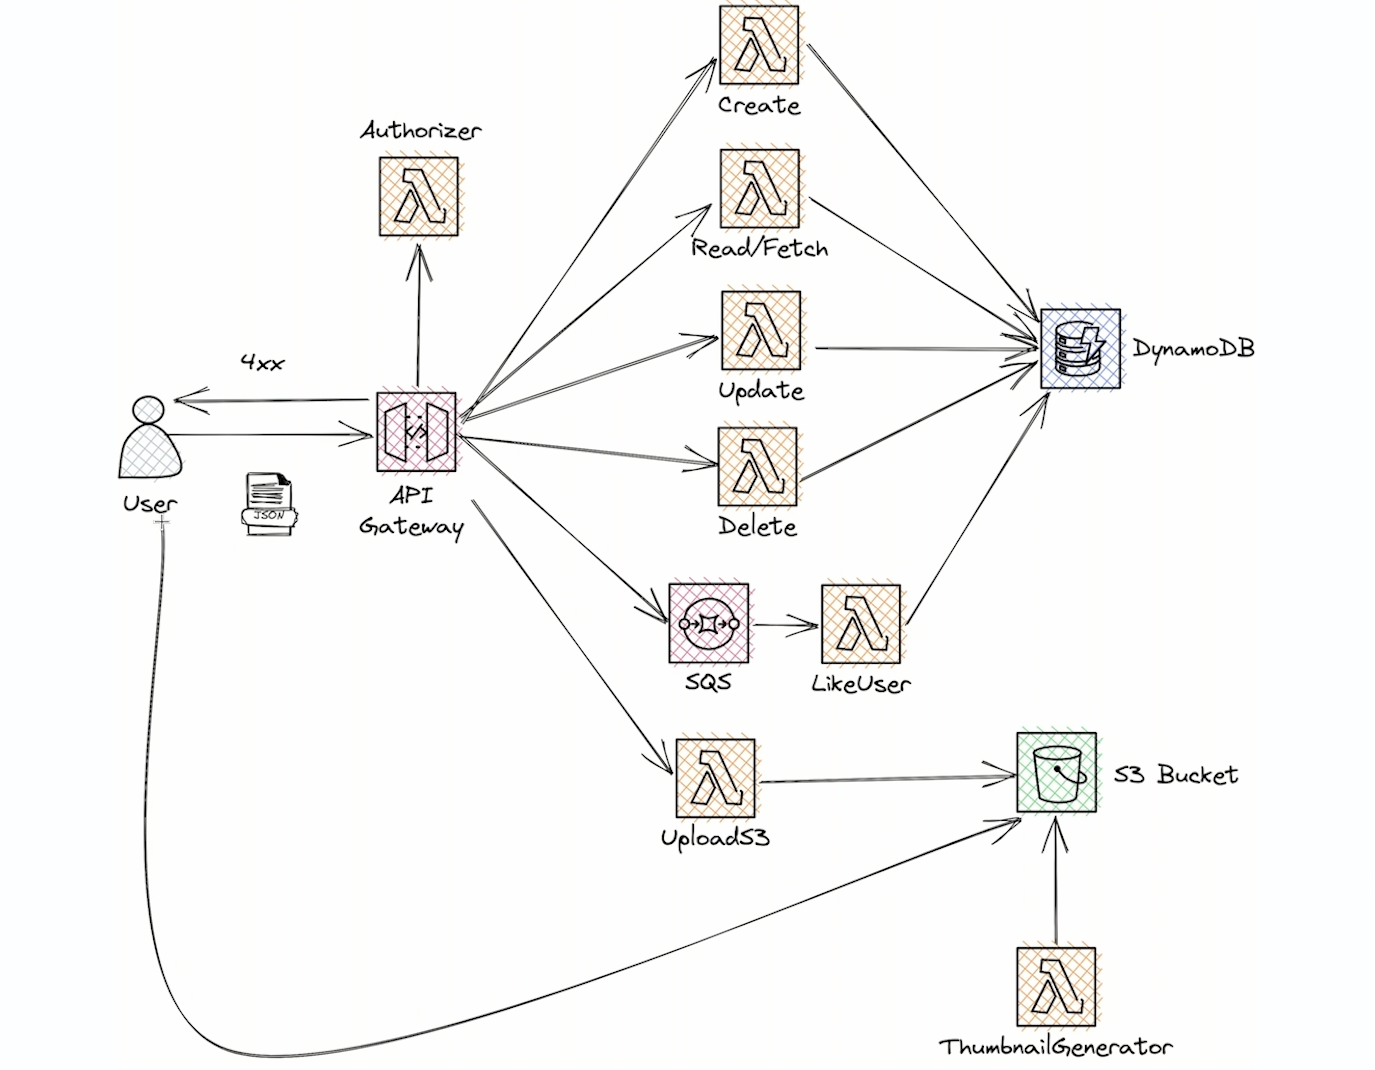 Create
Authorizer
Read/Fetch
4xx
DynamoDB
Update
User
JSON
API
Gateway
Delete
SQS
LikeUser
S3 Bucket
UploadS3
ThumbnailGenerator